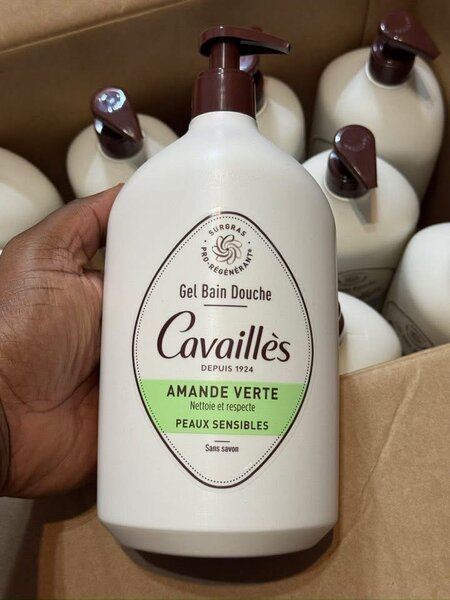 SURGRAS
PRO-RÉGÉNÉRANT®
Gel Bain Douche
Cavaillès
DEPUIS 1924
AMANDE VERTE
Nettoie et respecte
PEAUX SENSIBLES
Sans savon